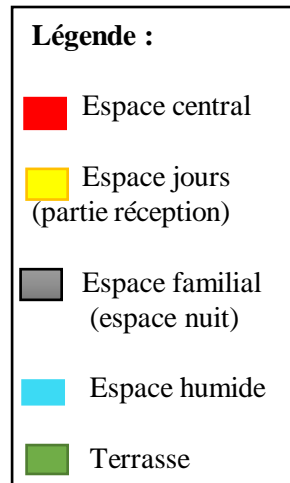 Légende :
Espace central
Espace jours
(partie réception)
Espace familial
(espace nuit)
Espace humide
Terrasse